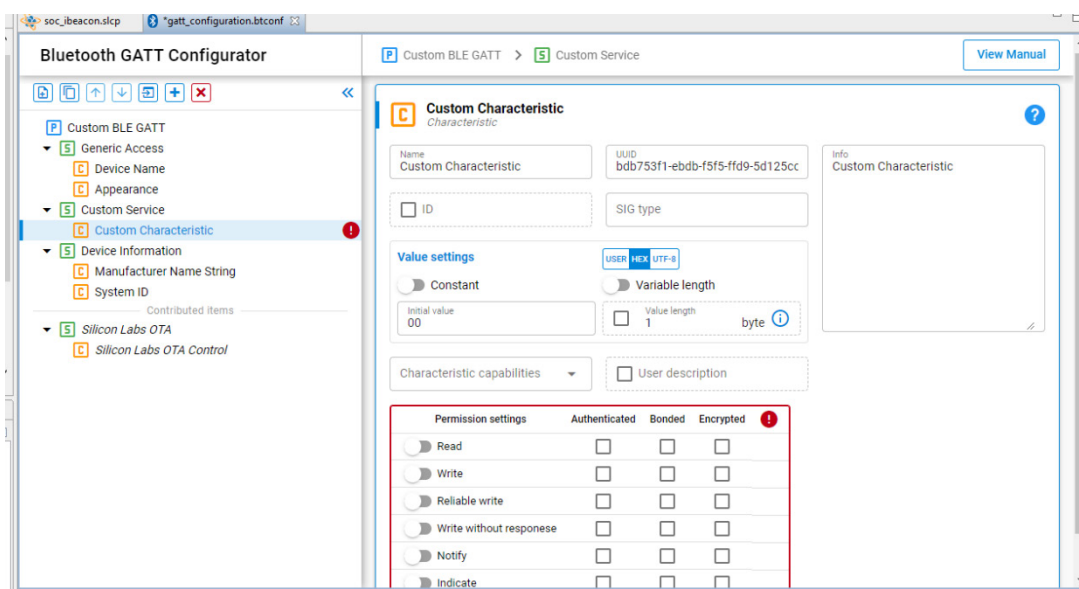 soc_ibeacon.slcp
*gatt_configuration.btconf
Bluetooth GATT Configurator
P Custom BLE GATT > S Custom Service
View Manual
P Custom BLE GATT
S Generic Access
C Device Name
C Appearance
S Custom Service
C Custom Characteristic
S Device Information
C Manufacturer Name String
C System ID
Contributed items
S Silicon Labs OTA
C Silicon Labs OTA Control
C Custom Characteristic
Characteristic
?
Name
Custom Characteristic
UUID
bdb753f1-ebdb-f5f5-ffd9-5d125cc
Info
Custom Characteristic
ID
SIG type
Value settings
USER HEX UTF-8
Constant
Variable length
Initial value
00
Value length
1 byte
Characteristic capabilities
User description
Permission settings Authenticated Bonded Encrypted
Read
Write
Reliable write
Write without responese
Notify
Indicate